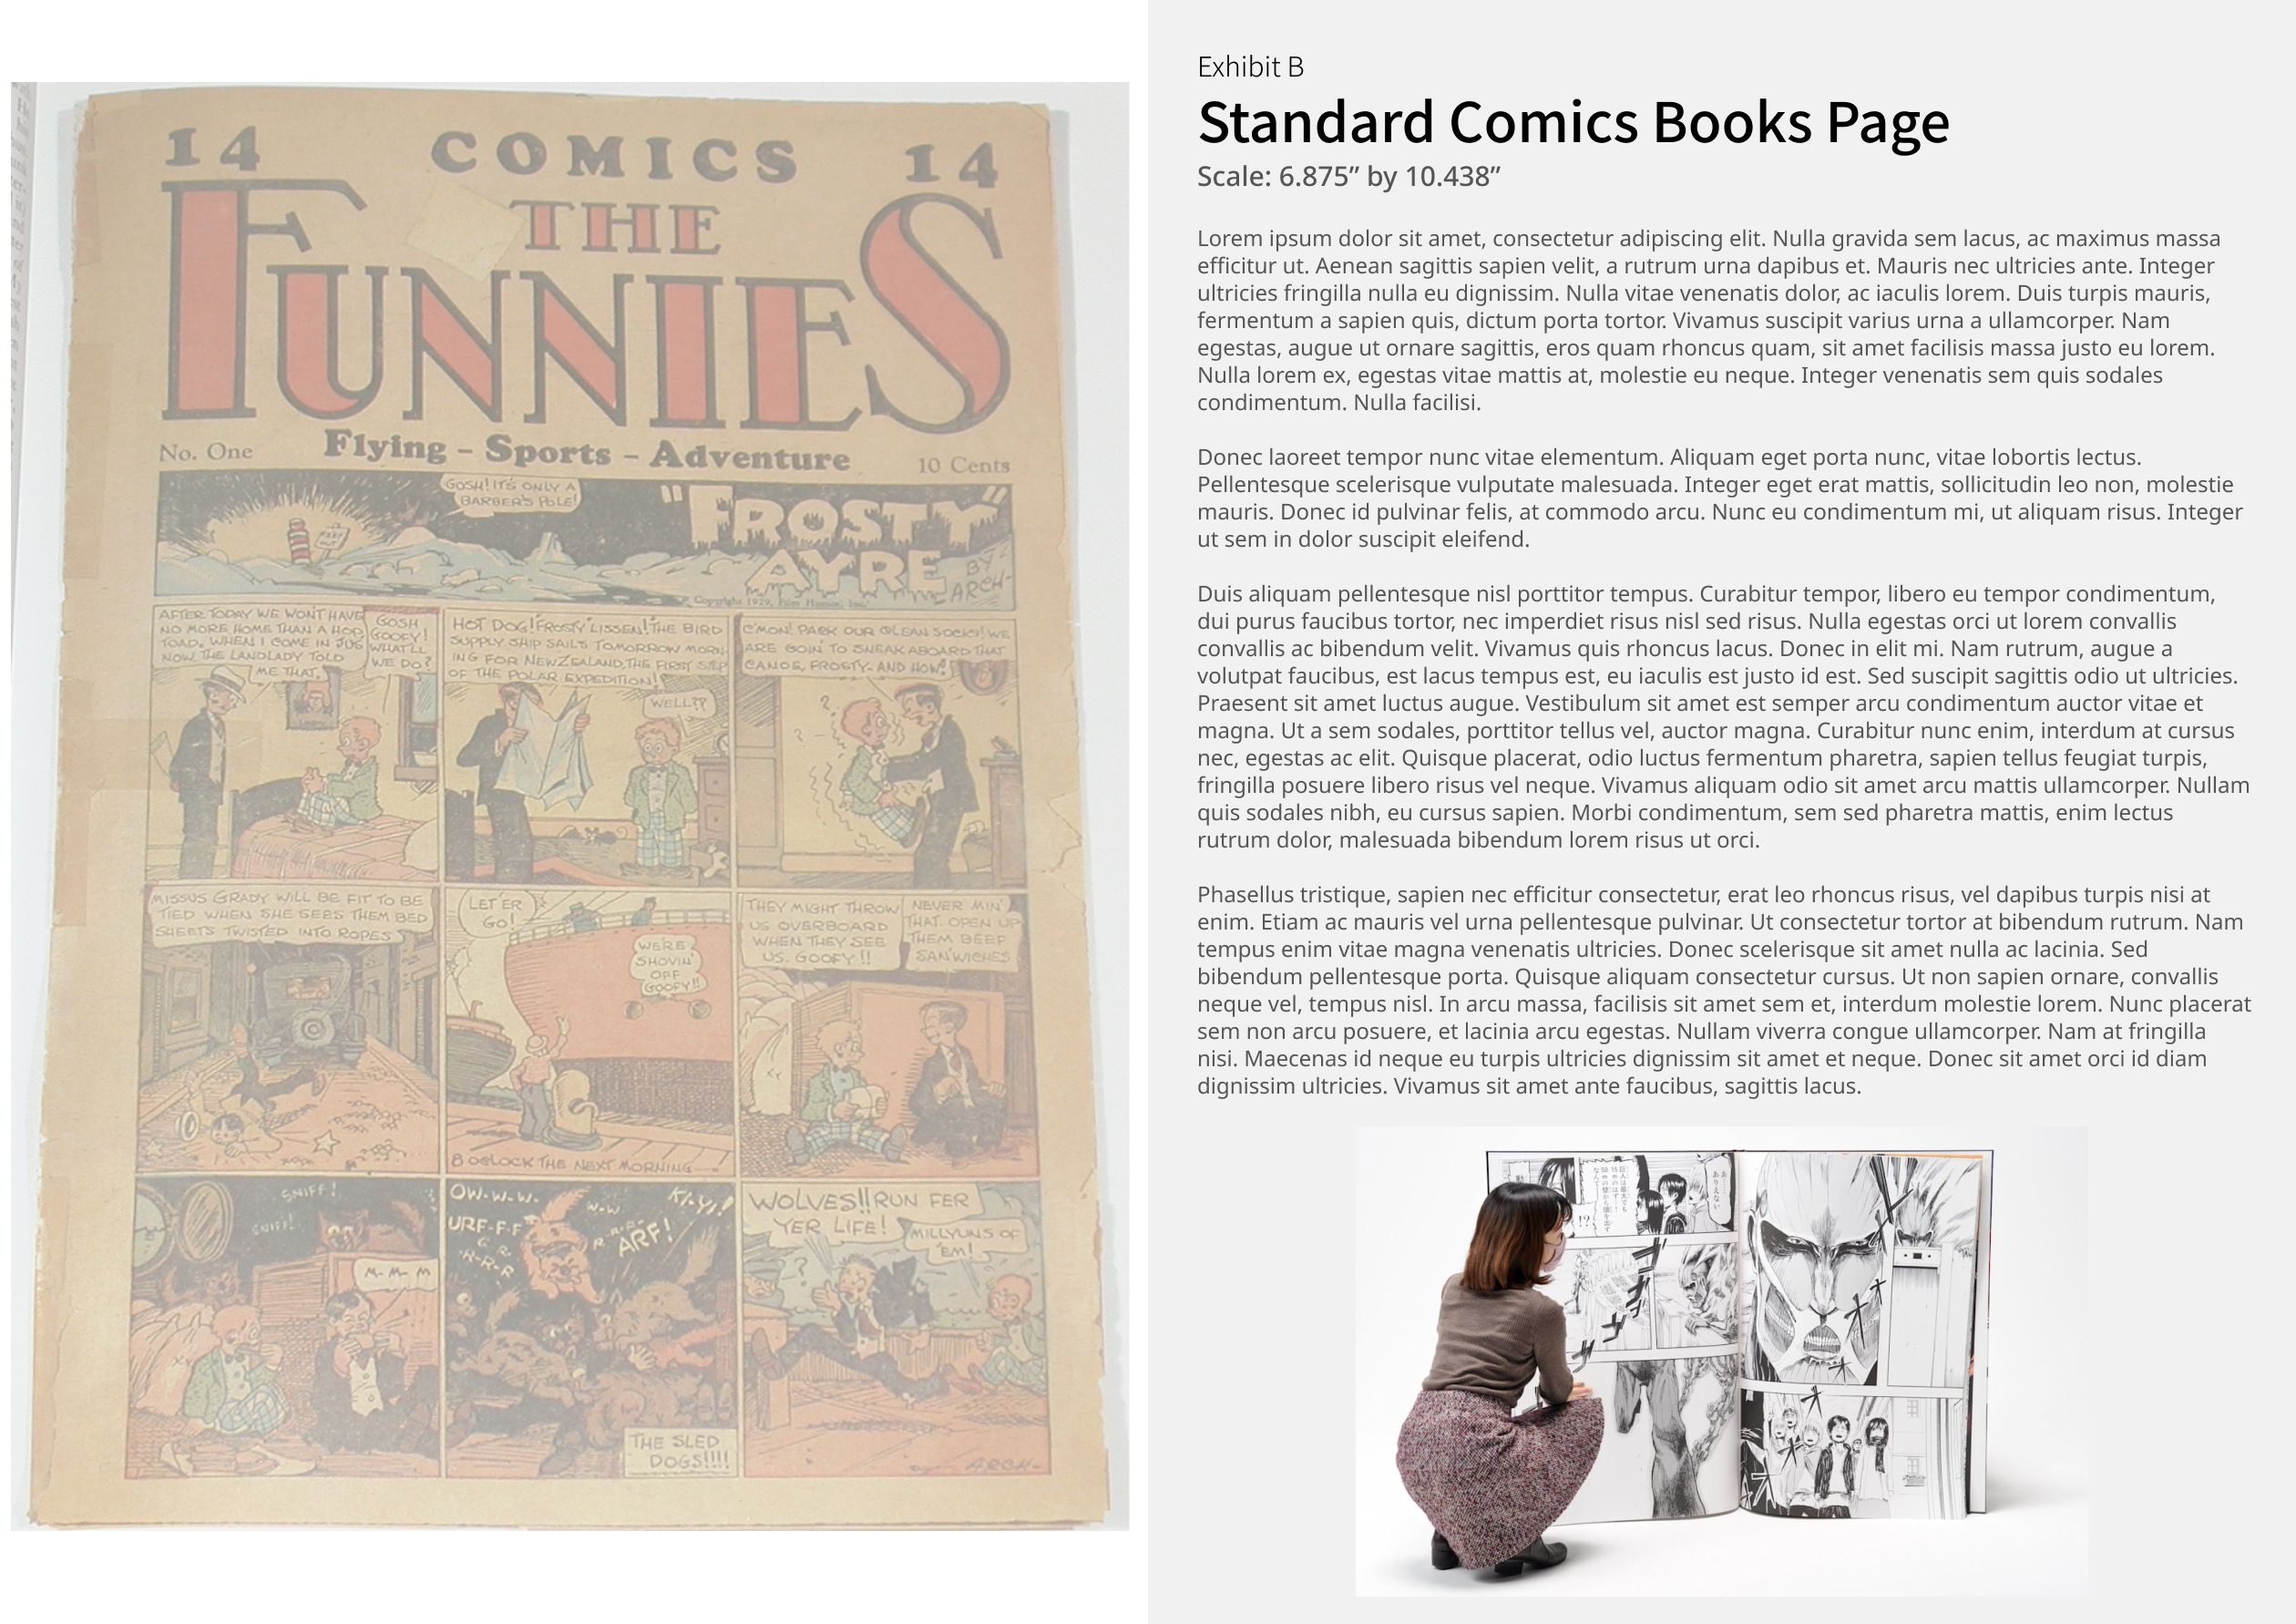 14 COMICS 14
THE
FUNNIES
No. One Flying – Sports – Adventure 10 Cents
GOSH! IT'S ONLY A
BARBER'S POLE!
"FROSTY"
AYRE
BY
ARCH-
Copyright 1929, Film Humor, Inc.
AFTER TODAY WE WON'T HAVE
NO MORE HOME THAN A HOP
TOAD. WHEN I COME IN JUS'
NOW THE LANDLADY TOLD
ME THAT.
GOSH
GOOFY!
WHAT'LL
WE DO?
HOT DOG! FROSTY LISSEN! THE BIRD
SUPPLY SHIP SAILS TOMORROW MORN-
ING FOR NEW ZEALAND, THE FIRST STEP
OF THE POLAR EXPEDITION!
WELL??
C'MON! PACK OUR CLEAN SOCKS! WE
ARE GOIN' TO SNEAK ABOARD THAT
CANOE, FROSTY- AND HOW!
MISSUS GRADY WILL BE FIT TO BE
TIED WHEN SHE SEES THEM BED
SHEETS TWISTED INTO ROPES
LET 'ER
GO!
WE'RE
SHOVIN'
OFF
GOOFY!!
8 OCLOCK THE NEXT MORNING
THEY MIGHT THROW
US OVERBOARD
WHEN THEY SEE
US. GOOFY!!
NEVER MIN'
THAT. OPEN UP
THEM BEEF
SAN'WICHES
SNIFF!
SNIFF!
M- M- M
OW-W-W-
URF-F-F
G-R-
-R-R-R
W-W
R-R-R-
ARF!
KI-YI!
THE SLED
DOGS!!!!
WOLVES!! RUN FER
YER LIFE!
MILLYUNS OF
'EM!
?
ARCH-
Exhibit B
Standard Comics Books Page
Scale: 6.875” by 10.438”
Lorem ipsum dolor sit amet, consectetur adipiscing elit. Nulla gravida sem lacus, ac maximus massa
efficitur ut. Aenean sagittis sapien velit, a rutrum urna dapibus et. Mauris nec ultricies ante. Integer
ultricies fringilla nulla eu dignissim. Nulla vitae venenatis dolor, ac iaculis lorem. Duis turpis mauris,
fermentum a sapien quis, dictum porta tortor. Vivamus suscipit varius urna a ullamcorper. Nam
egestas, augue ut ornare sagittis, eros quam rhoncus quam, sit amet facilisis massa justo eu lorem.
Nulla lorem ex, egestas vitae mattis at, molestie eu neque. Integer venenatis sem quis sodales
condimentum. Nulla facilisi.
Donec laoreet tempor nunc vitae elementum. Aliquam eget porta nunc, vitae lobortis lectus.
Pellentesque scelerisque vulputate malesuada. Integer eget erat mattis, sollicitudin leo non, molestie
mauris. Donec id pulvinar felis, at commodo arcu. Nunc eu condimentum mi, ut aliquam risus. Integer
ut sem in dolor suscipit eleifend.
Duis aliquam pellentesque nisl porttitor tempus. Curabitur tempor, libero eu tempor condimentum,
dui purus faucibus tortor, nec imperdiet risus nisl sed risus. Nulla egestas orci ut lorem convallis
convallis ac bibendum velit. Vivamus quis rhoncus lacus. Donec in elit mi. Nam rutrum, augue a
volutpat faucibus, est lacus tempus est, eu iaculis est justo id est. Sed suscipit sagittis odio ut ultricies.
Praesent sit amet luctus augue. Vestibulum sit amet est semper arcu condimentum auctor vitae et
magna. Ut a sem sodales, porttitor tellus vel, auctor magna. Curabitur nunc enim, interdum at cursus
nec, egestas ac elit. Quisque placerat, odio luctus fermentum pharetra, sapien tellus feugiat turpis,
fringilla posuere libero risus vel neque. Vivamus aliquam odio sit amet arcu mattis ullamcorper. Nullam
quis sodales nibh, eu cursus sapien. Morbi condimentum, sem sed pharetra mattis, enim lectus
rutrum dolor, malesuada bibendum lorem risus ut orci.
Phasellus tristique, sapien nec efficitur consectetur, erat leo rhoncus risus, vel dapibus turpis nisi at
enim. Etiam ac mauris vel urna pellentesque pulvinar. Ut consectetur tortor at bibendum rutrum. Nam
tempus enim vitae magna venenatis ultricies. Donec scelerisque sit amet nulla ac lacinia. Sed
bibendum pellentesque porta. Quisque aliquam consectetur cursus. Ut non sapien ornare, convallis
neque vel, tempus nisl. In arcu massa, facilisis sit amet sem et, interdum molestie lorem. Nunc placerat
sem non arcu posuere, et lacinia arcu egestas. Nullam viverra congue ullamcorper. Nam at fringilla
nisi. Maecenas id neque eu turpis ultricies dignissim sit amet et neque. Donec sit amet orci id diam
dignissim ultricies. Vivamus sit amet ante faucibus, sagittis lacus.
!?